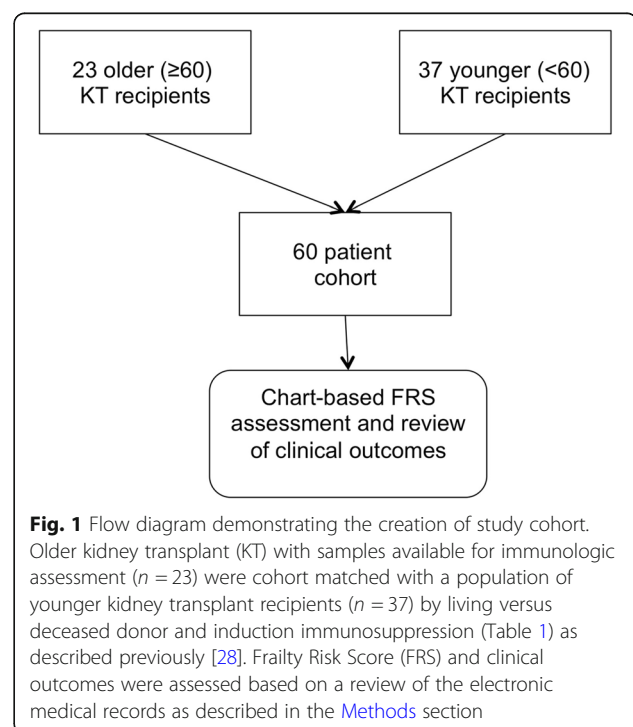 23 older (≥60)
KT recipients
37 younger (<60)
KT recipients
60 patient
cohort
Chart-based FRS
assessment and review
of clinical outcomes
Fig. 1 Flow diagram demonstrating the creation of study cohort.
Older kidney transplant (KT) with samples available for immunologic
assessment (n = 23) were cohort matched with a population of
younger kidney transplant recipients (n = 37) by living versus
deceased donor and induction immunosuppression (Table 1) as
described previously [28]. Frailty Risk Score (FRS) and clinical
outcomes were assessed based on a review of the electronic
medical records as described in the Methods section